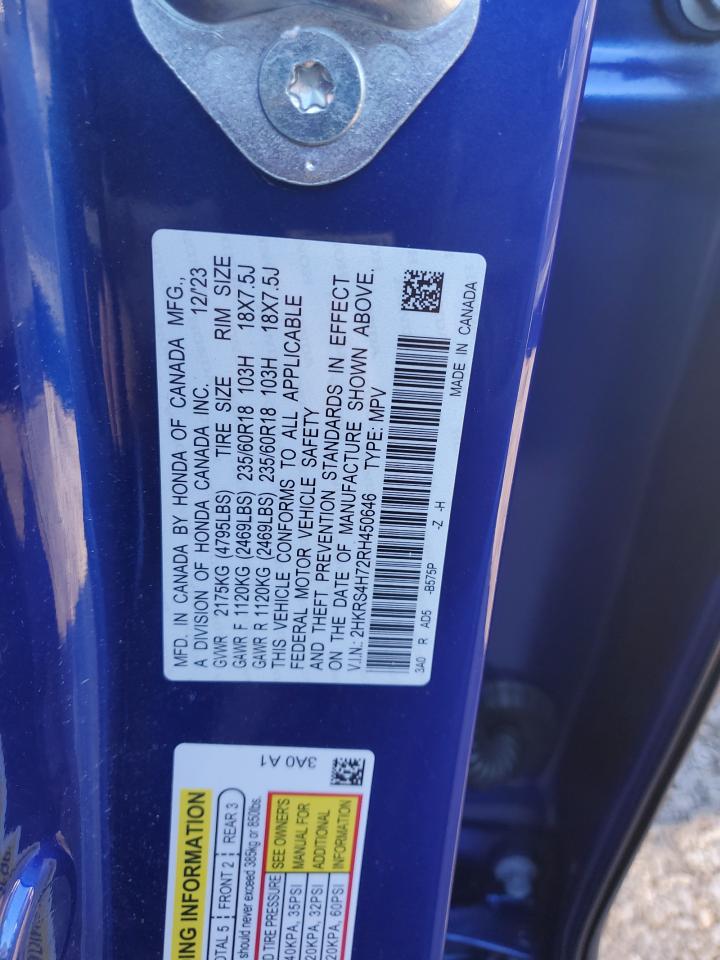 MFD. IN CANADA BY HONDA OF CANADA MFG.,
A DIVISION OF HONDA CANADA INC. 12/'23
GVWR 2175KG (4795LBS) TIRE SIZE RIM SIZE
GAWR F 1120KG (2469LBS) 235/60R18 103H 18X7.5J
GAWR R 1120KG (2469LBS) 235/60R18 103H 18X7.5J
THIS VEHICLE CONFORMS TO ALL APPLICABLE
FEDERAL MOTOR VEHICLE SAFETY
AND THEFT PREVENTION STANDARDS IN EFFECT
ON THE DATE OF MANUFACTURE SHOWN ABOVE.
V.I.N.: 2HKRS4H72RH450646 TYPE: MPV
3A0 R AD5 -B575P -Z -H
MADE IN CANADA
INFORMATION
5 FRONT 2 REAR 3
should never exceed 385kg or 850lbs.
TIRE PRESSURE SEE OWNER'S
35PSI MANUAL FOR
32PSI ADDITIONAL
60PSI INFORMATION
3A0 A1